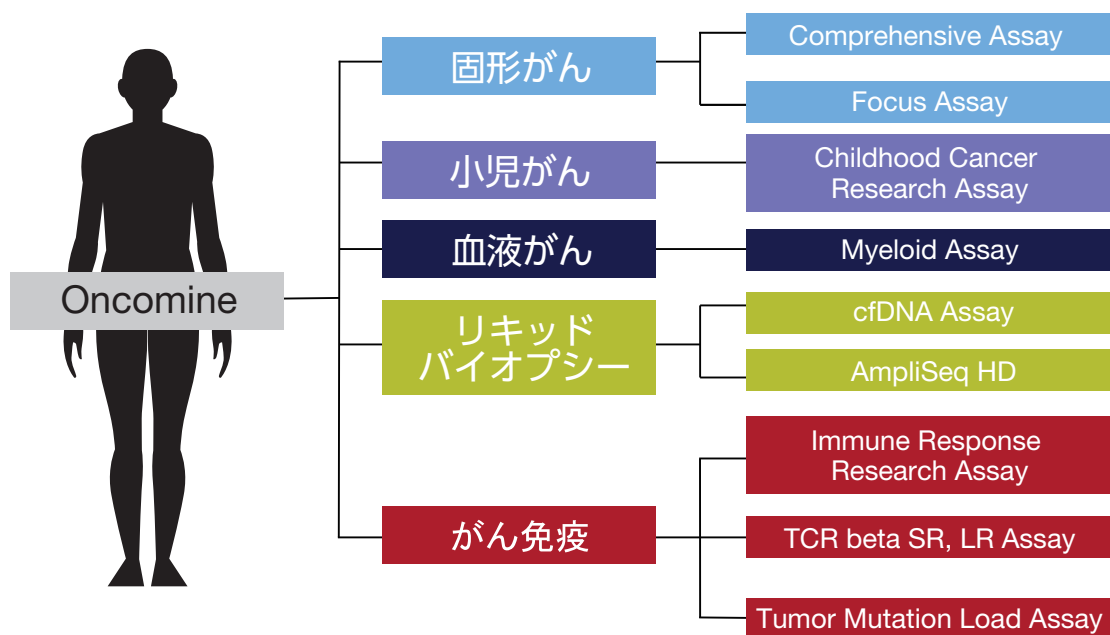 Oncomine
固形がん
Comprehensive Assay
Focus Assay
小児がん
Childhood Cancer
Research Assay
血液がん
Myeloid Assay
リキッド
バイオプシー
cfDNA Assay
AmpliSeq HD
がん免疫
Immune Response
Research Assay
TCR beta SR, LR Assay
Tumor Mutation Load Assay